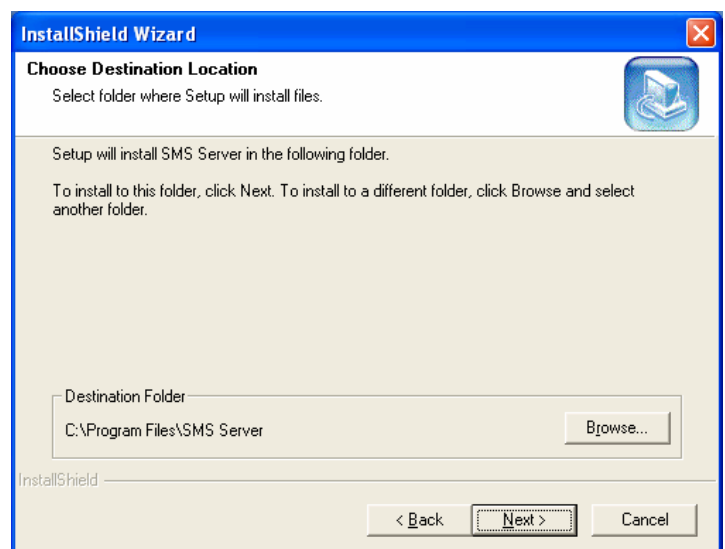 InstallShield Wizard
Choose Destination Location
Select folder where Setup will install files.
Setup will install SMS Server in the following folder.
To install to this folder, click Next. To install to a different folder, click Browse and select
another folder.
Destination Folder
C:\Program Files\SMS Server
Browse...
InstallShield
< Back
Next >
Cancel